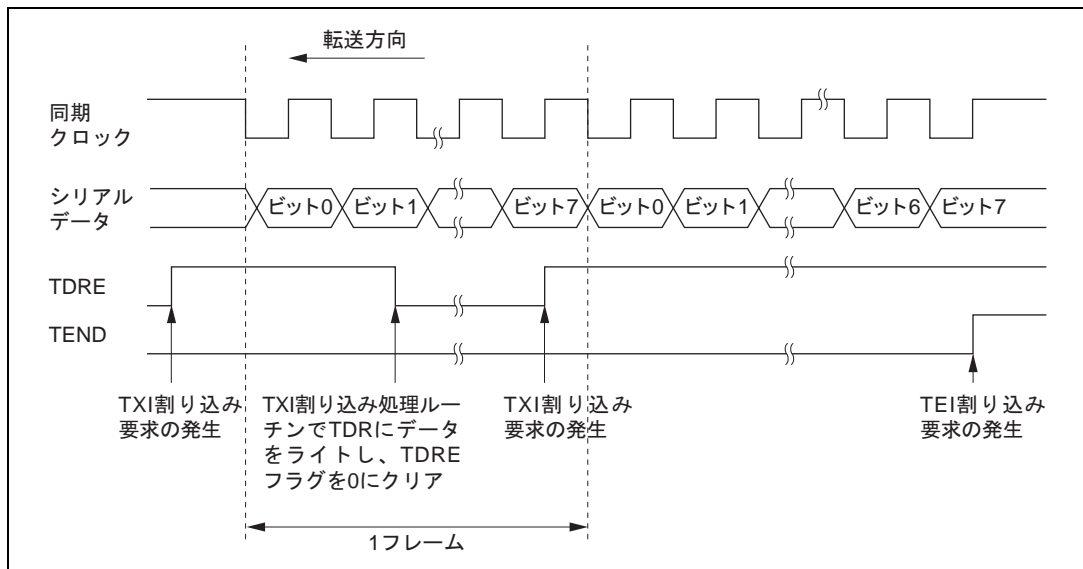 転送方向
同期
クロック
シリアル
データ
ビット0
ビット1
ビット7
ビット0
ビット1
ビット6
ビット7
TDRE
TEND
TXI割り込み
要求の発生
TXI割り込み処理ルー
チンでTDRにデータ
をライトし、TDRE
フラグを0にクリア
TXI割り込み
要求の発生
TEI割り込み
要求の発生
1フレーム